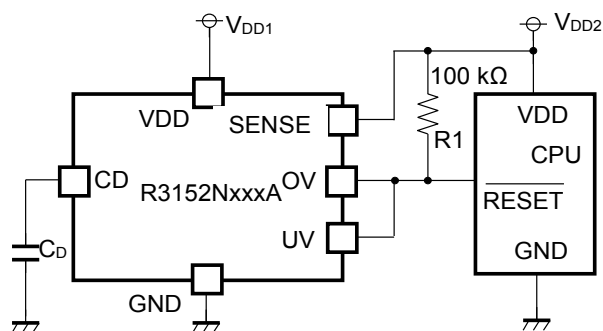 VDD1
VDD2
100 kΩ
VDD
SENSE
R1
VDD
CPU
CD
R3152NxxxA
OV
RESET
CD
UV
GND
GND